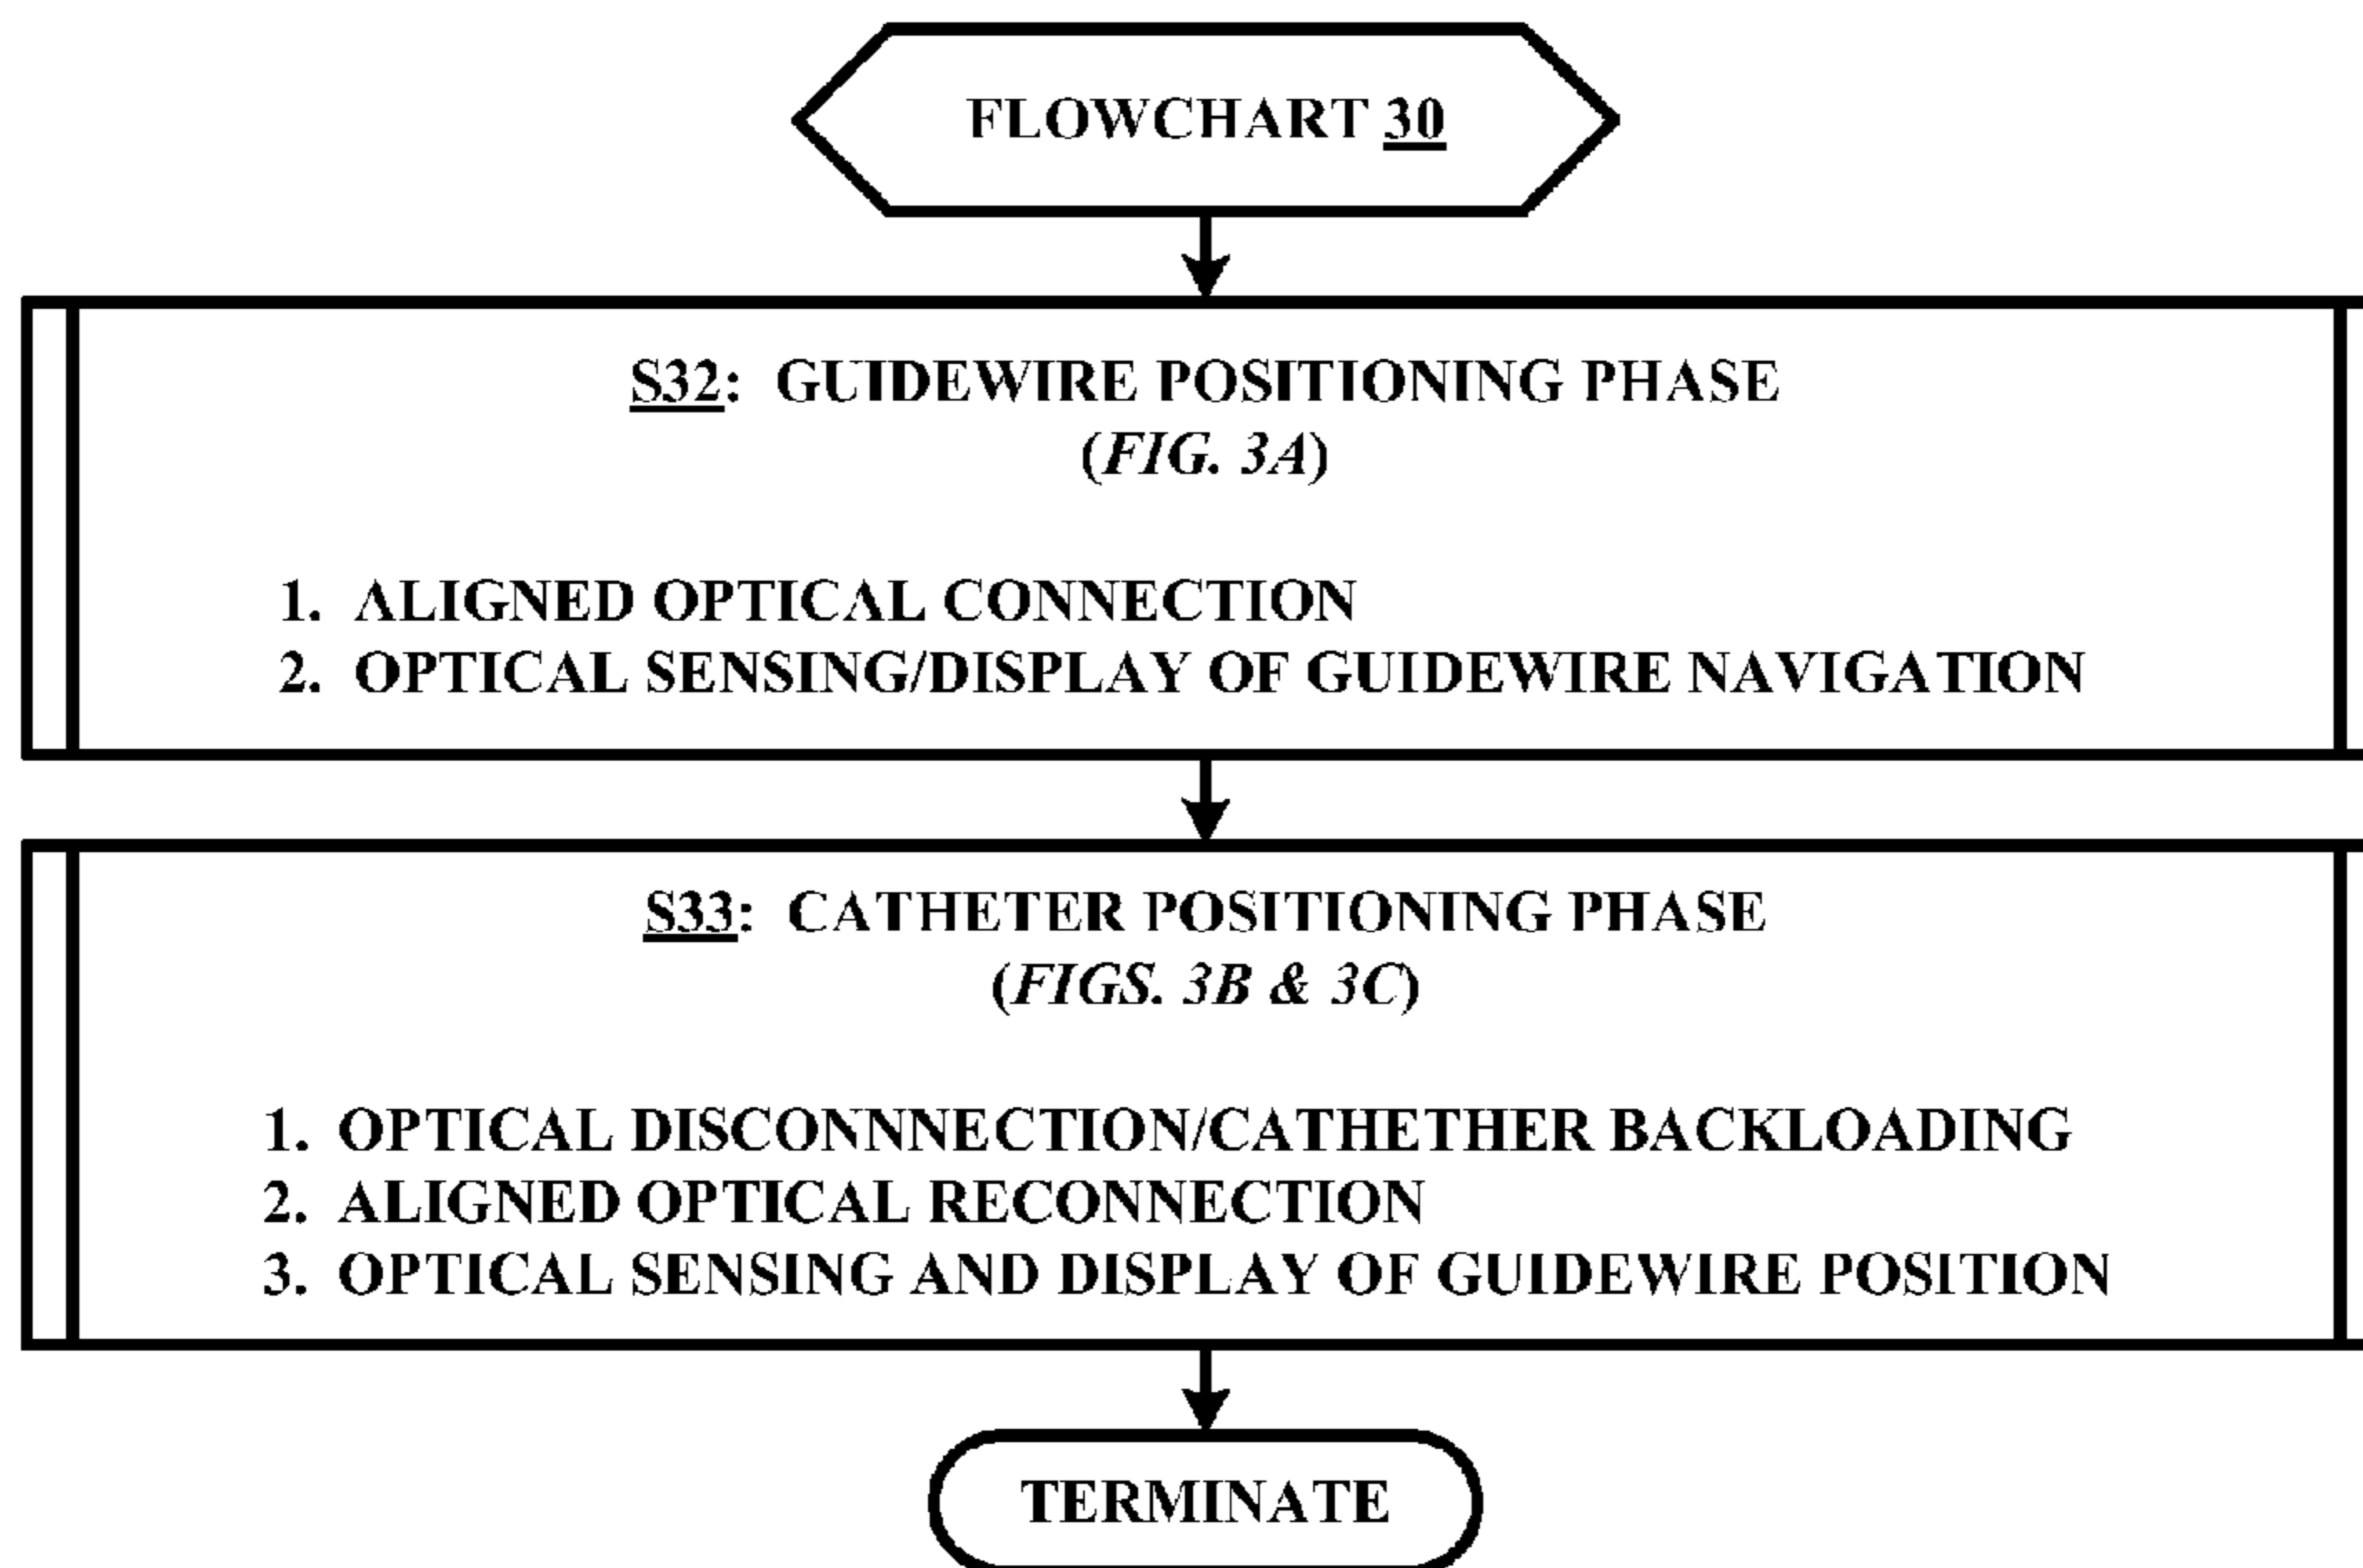 FLOWCHART 30
S32: GUIDEWIRE POSITIONING PHASE
(FIG. 3A)
1. ALIGNED OPTICAL CONNECTION
2. OPTICAL SENSING/DISPLAY OF GUIDEWIRE NAVIGATION
S33: CATHETER POSITIONING PHASE
(FIGS. 3B & 3C)
1. OPTICAL DISCONNNECTION/CATHETHER BACKLOADING
2. ALIGNED OPTICAL RECONNECTION
3. OPTICAL SENSING AND DISPLAY OF GUIDEWIRE POSITION
TERMINATE